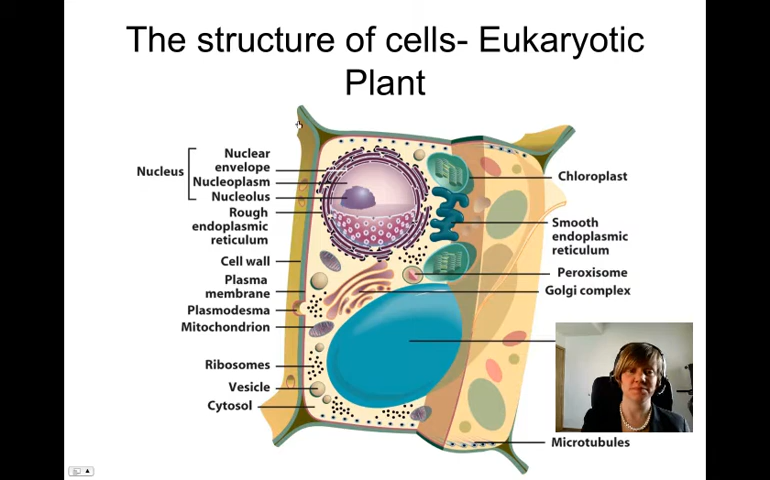 The structure of cells- Eukaryotic
Plant
Nucleus
Nuclear
envelope
Nucleoplasm
Nucleolus
Rough
endoplasmic
reticulum
Cell wall
Plasma
membrane
Plasmodesma
Mitochondrion
Ribosomes
Vesicle
Cytosol
Chloroplast
Smooth
endoplasmic
reticulum
Peroxisome
Golgi complex
Microtubules